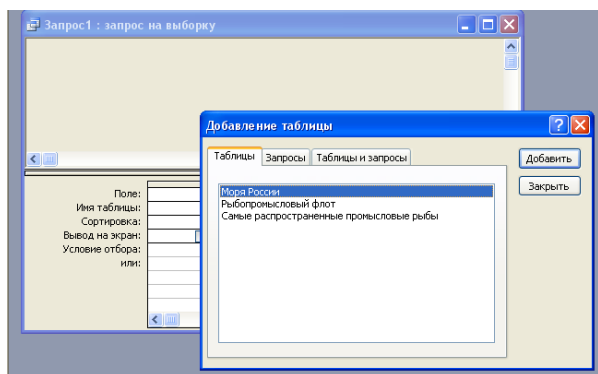 Запрос1 : запрос на выборку
Добавление таблицы
Таблицы Запросы Таблицы и запросы
Добавить
Закрыть
Моря России
Рыбопромысловый флот
Самые распространенные промысловые рыбы
Поле:
Имя таблицы:
Сортировка:
Вывод на экран:
Условие отбора:
или: